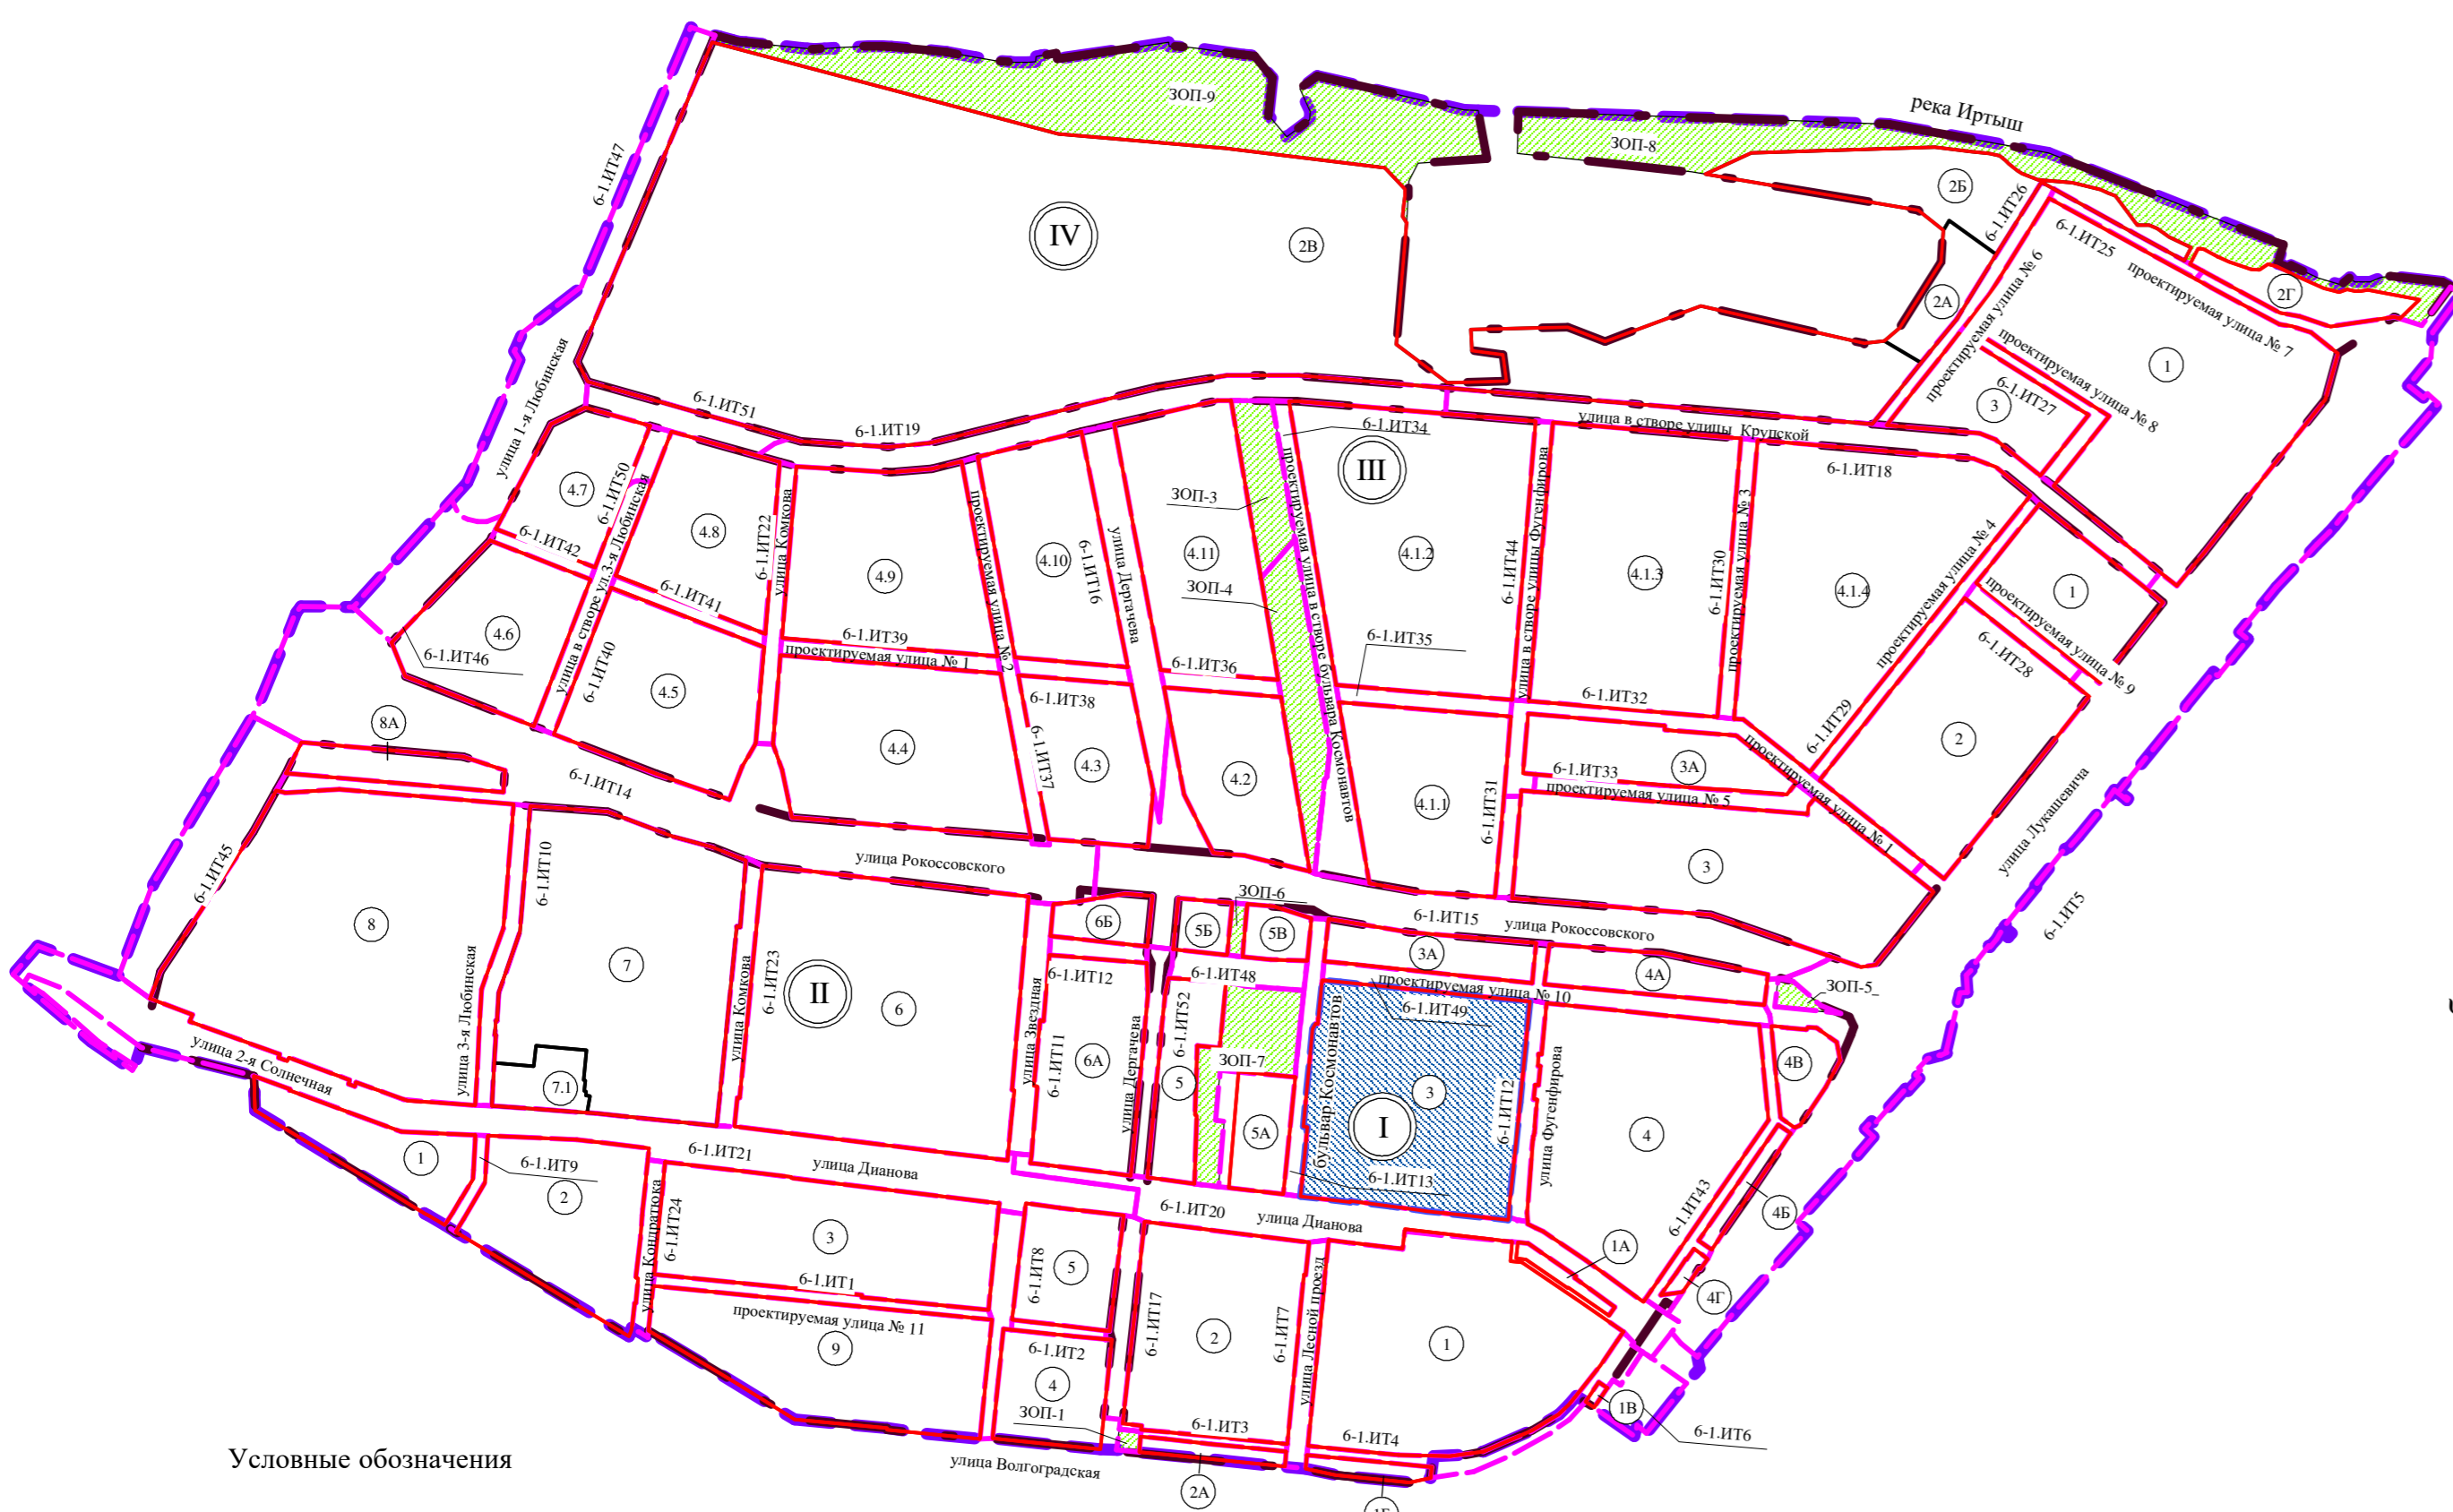 ЗОП-9
река Иртыш
ЗОП-8
6-1.ИТ47
IV
2В
2Б
6-1.ИТ26
6-1.ИТ25
проектируемая улица № 7
2Г
2А
проектируемая улица № 6
проектируемая улица № 8
6-1.ИТ27
3
1
улица 1-я Любинская
6-1.ИТ51
6-1.ИТ19
6-1.ИТ34
улица в створе улицы Крупской
6-1.ИТ18
III
4.7
6-1.ИТ50
4.8
6-1.ИТ22
улица Комкова
4.9
проектируемая улица № 2
4.10
6-1.ИТ16
улица Дергачева
ЗОП-3
4.11
ЗОП-4
проектируемая улица в створе бульвара Космонавтов
4.1.2
6-1.ИТ44
улица в створе улицы Фугенфирова
4.1.3
6-1.ИТ30
проектируемая улица № 3
4.1.4
проектируемая улица № 4
1
проектируемая улица № 9
6-1.ИТ28
6-1.ИТ42
улица в створе ул.3-я Любинская
6-1.ИТ41
4.6
6-1.ИТ46
6-1.ИТ40
4.5
6-1.ИТ39
проектируемая улица № 1
6-1.ИТ38
6-1.ИТ36
6-1.ИТ35
6-1.ИТ32
6-1.ИТ29
2
8А
6-1.ИТ14
4.4
6-1.ИТ37
4.3
4.2
4.1.1
6-1.ИТ31
3А
6-1.ИТ33
проектируемая улица № 5
проектируемая улица № 1
3
улица Лукашевича
6-1.ИТ5
6-1.ИТ45
8
6-1.ИТ10
улица Рокоссовского
ЗОП-6
6-1.ИТ15
улица Рокоссовского
6Б
5Б
5В
3А
4А
ЗОП-5
7
улица Комкова
6-1.ИТ23
II
6
улица Звездная
6-1.ИТ12
6-1.ИТ11
6А
улица Дергачева
6-1.ИТ48
6-1.ИТ52
5
ЗОП-7
5А
бульвар Космонавтов
проектируемая улица № 10
6-1.ИТ49
3
I
6-1.ИТ12
улица Фугенфирова
6-1.ИТ13
4
4В
улица 3-я Любинская
улица 2-я Солнечная
7.1
1
6-1.ИТ9
2
6-1.ИТ21
улица Дианова
6-1.ИТ20
улица Дианова
6-1.ИТ43
4Б
1А
4Г
улица Кондратюка
6-1.ИТ24
3
6-1.ИТ1
проектируемая улица № 11
9
6-1.ИТ8
5
6-1.ИТ2
4
6-1.ИТ17
2
6-1.ИТ7
улица Лесной проезд
1
ЗОП-1
6-1.ИТ3
6-1.ИТ4
1В
6-1.ИТ6
Условные обозначения
улица Волгоградская
2А